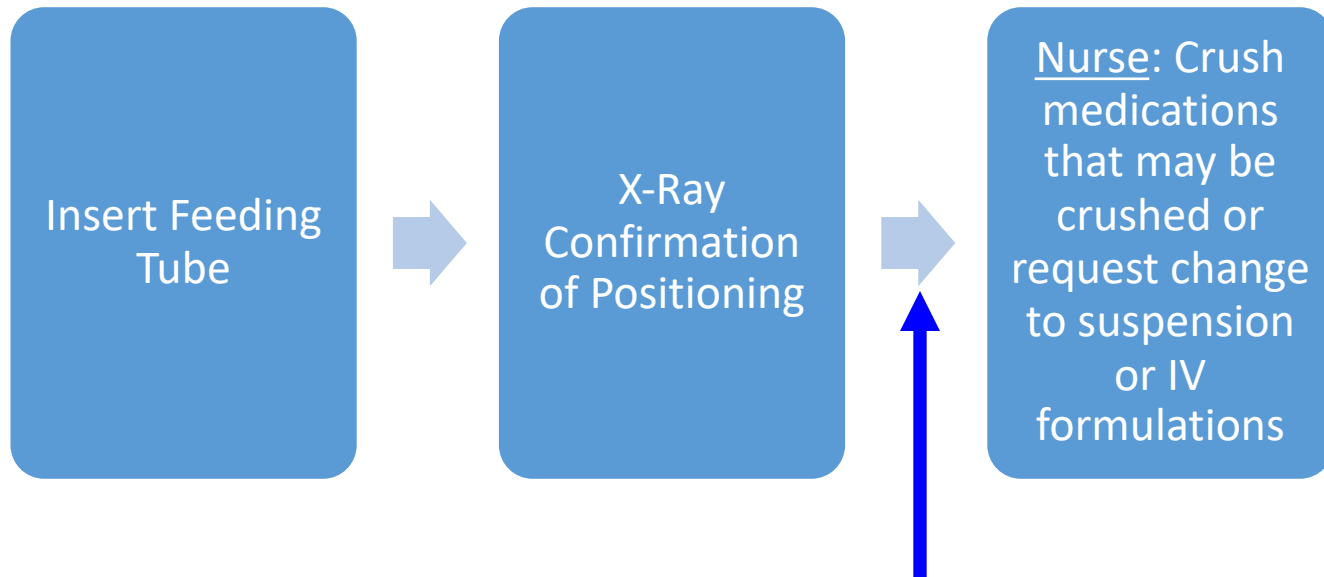 Insert Feeding
Tube
X-Ray
Confirmation
of Positioning
Nurse: Crush
medications
that may be
crushed or
request change
to suspension
or IV
formulations